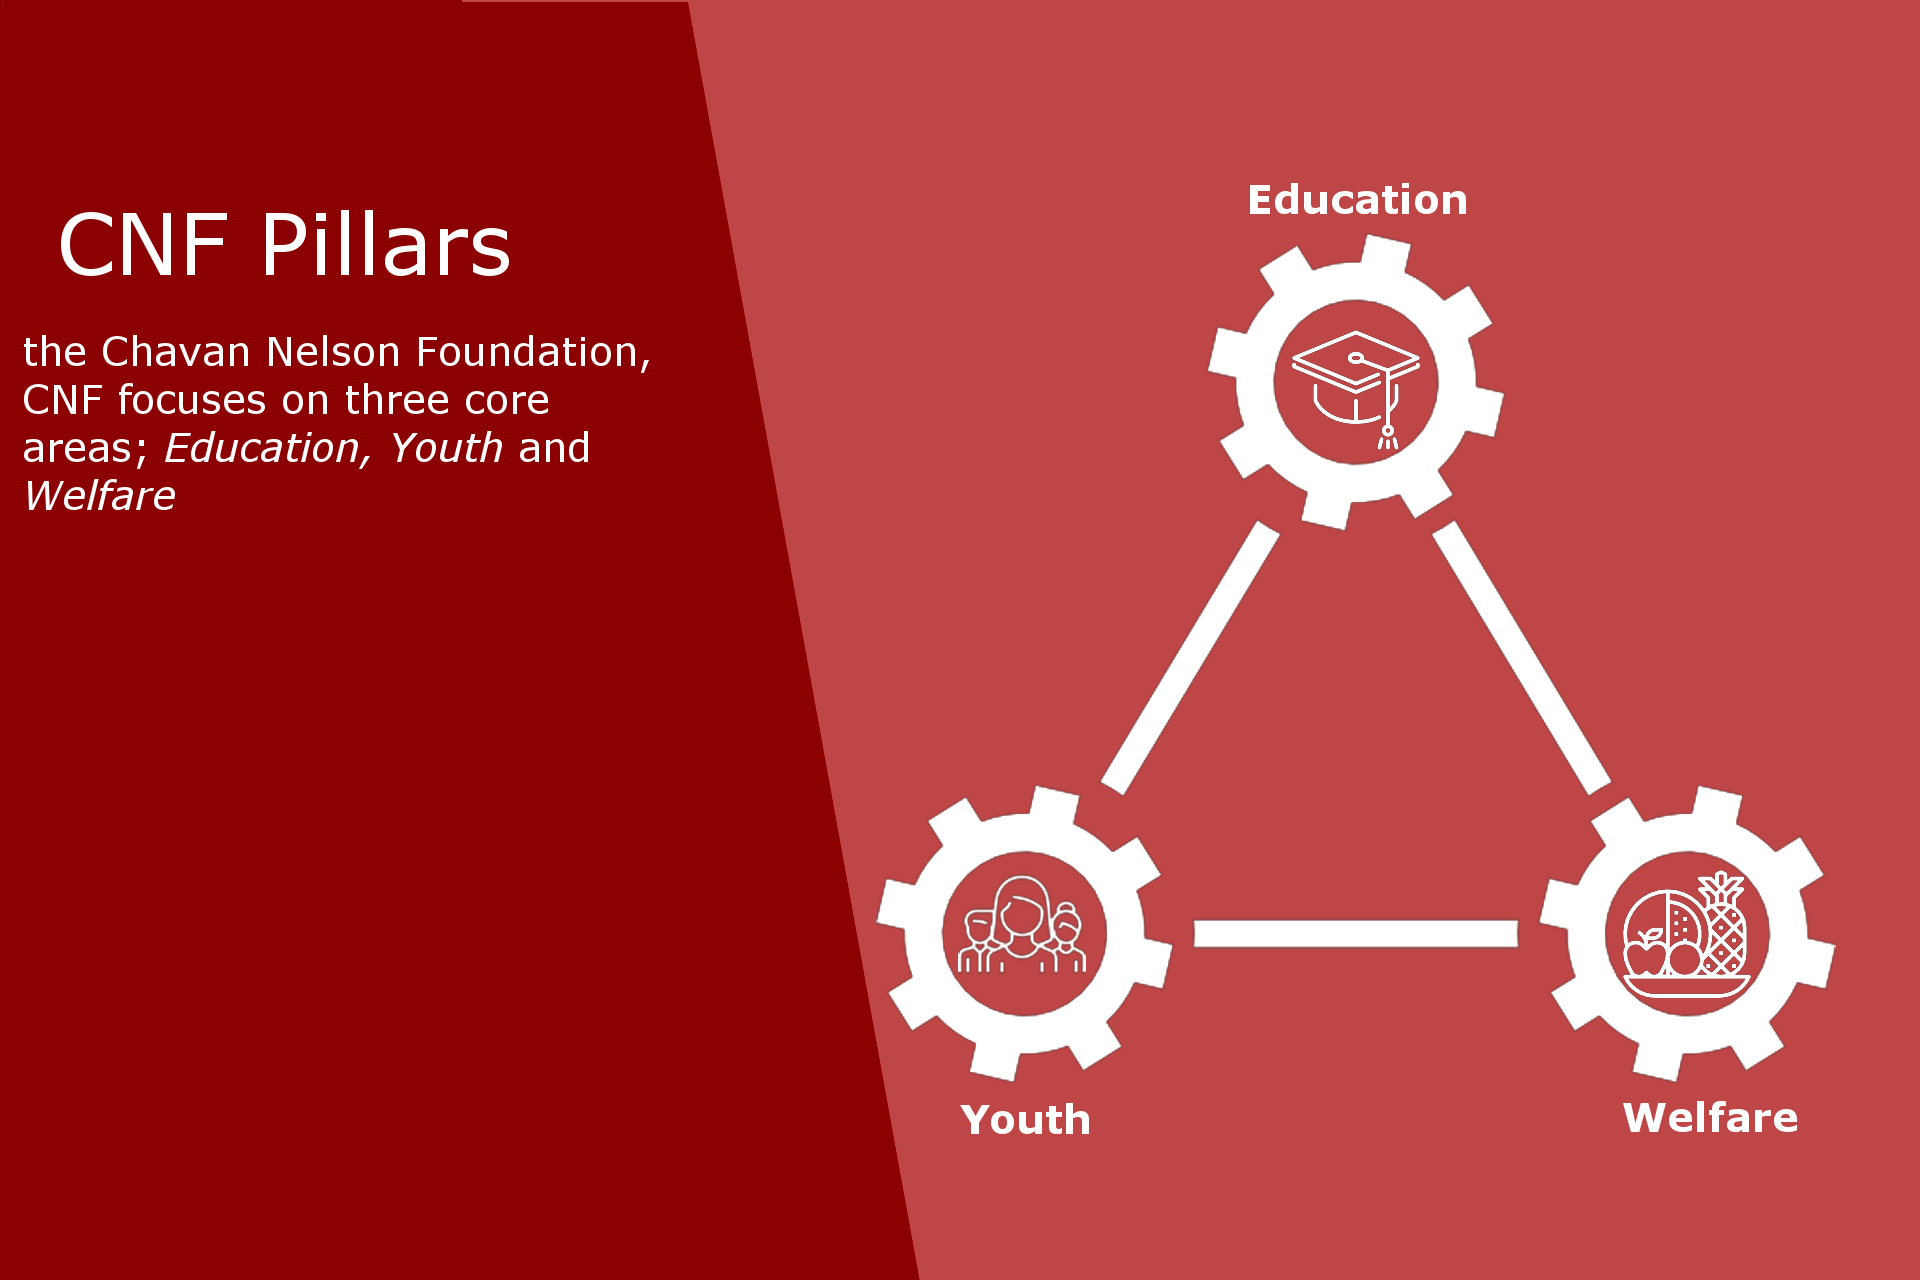 CNF Pillars
the Chavan Nelson Foundation,
CNF focuses on three core
areas; Education, Youth and
Welfare
Education
Youth
Welfare